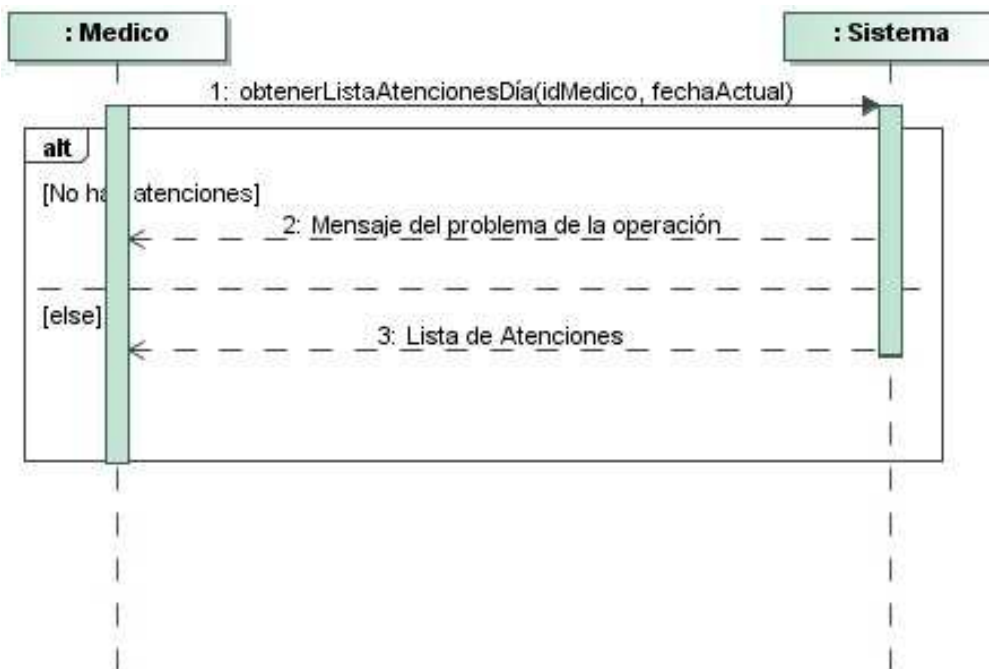 : Medico
: Sistema
1: obtenerListaAtencionesDía(idMedico, fechaActual)
alt
[No ha atenciones]
2: Mensaje del problema de la operación
[else]
3: Lista de Atenciones